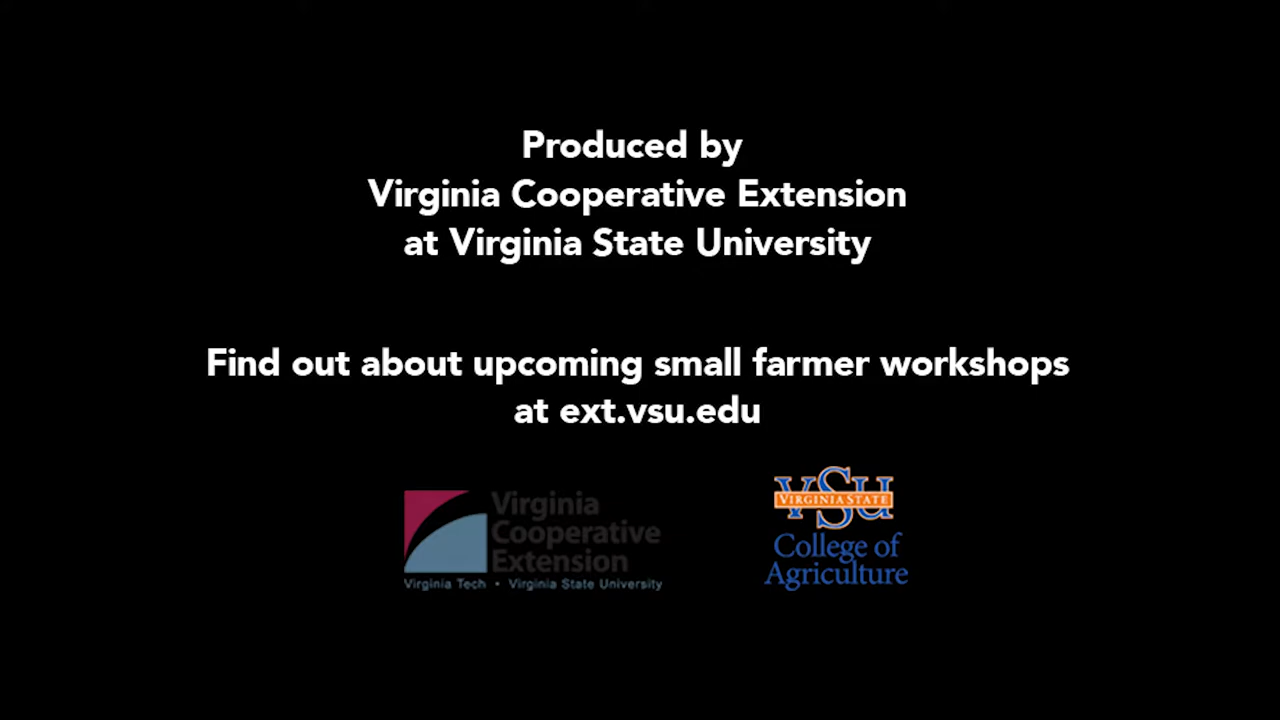 Produced by
Virginia Cooperative Extension
at Virginia State University
Find out about upcoming small farmer workshops
at ext.vsu.edu
Virginia
Cooperative
Extension
Virginia Tech • Virginia State University
VSU
VIRGINIA STATE
College of
Agriculture